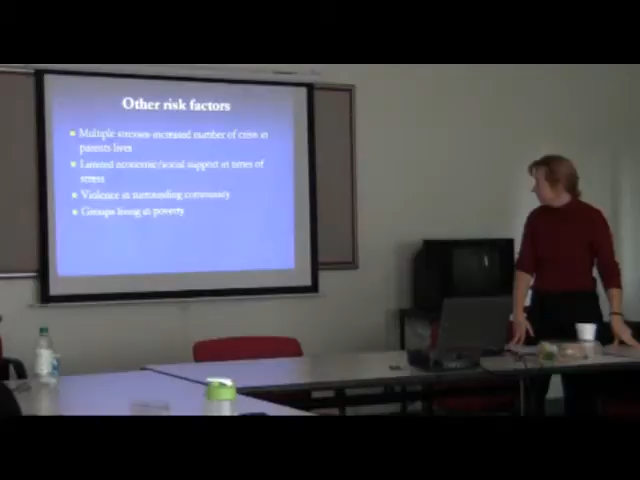 Other risk factors
Multiple stresses-increased number of crisis in
parents lives
Limited economic/social support in times of
stress
Violence in surrounding community
Groups living in poverty